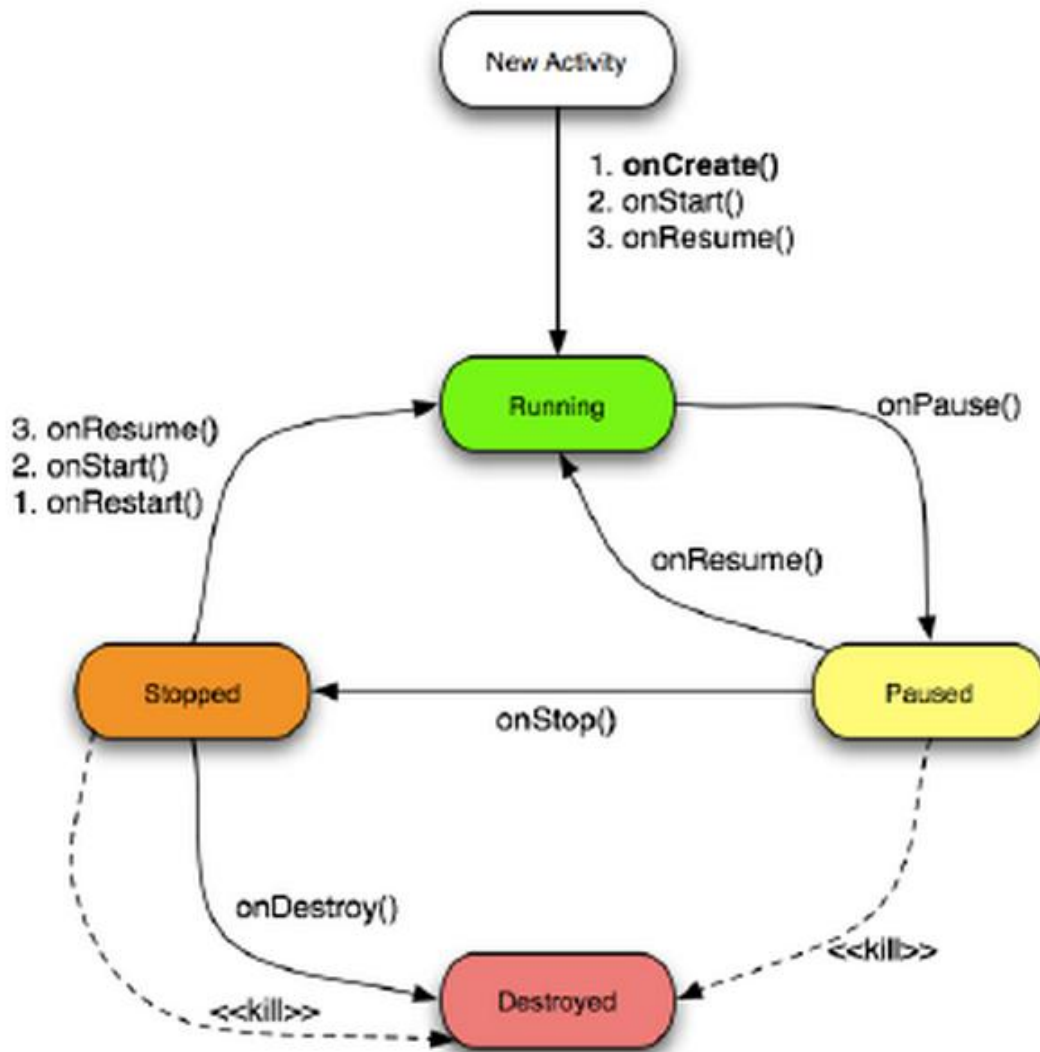 New Activity
1. onCreate()
2. onStart()
3. onResume()
Running
onPause()
3. onResume()
2. onStart()
1. onRestart()
onResume()
Stopped
Paused
onStop()
onDestroy()
<<kill>>
<<kill>>
Destroyed